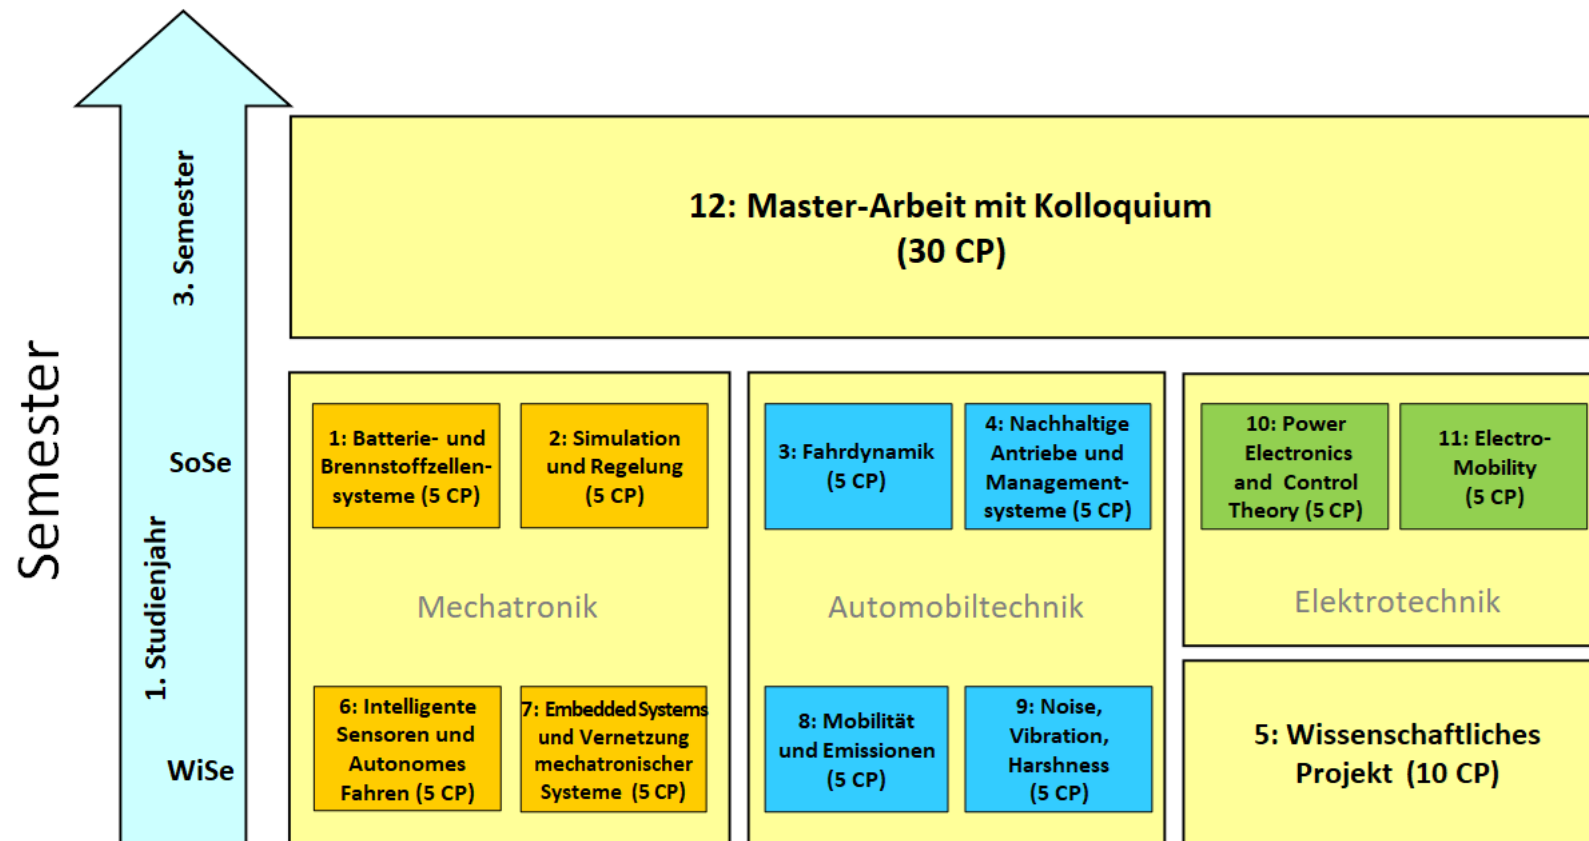 Semester
3. Semester
1. Studienjahr
SoSe
WiSe
12: Master-Arbeit mit Kolloquium
(30 CP)
1: Batterie- und
Brennstoffzellen-
systeme (5 CP)
2: Simulation
und Regelung
(5 CP)
3: Fahrdynamik
(5 CP)
4: Nachhaltige
Antriebe und
Management-
systeme (5 CP)
10: Power
Electronics
and Control
Theory (5 CP)
11: Electro-
Mobility
(5 CP)
Mechatronik
Automobiltechnik
Elektrotechnik
6: Intelligente
Sensoren und
Autonomes
Fahren (5 CP)
7: Embedded Systems
und Vernetzung
mechatronischer
Systeme (5 CP)
8: Mobilität
und Emissionen
(5 CP)
9: Noise,
Vibration,
Harshness
(5 CP)
5: Wissenschaftliches
Projekt (10 CP)